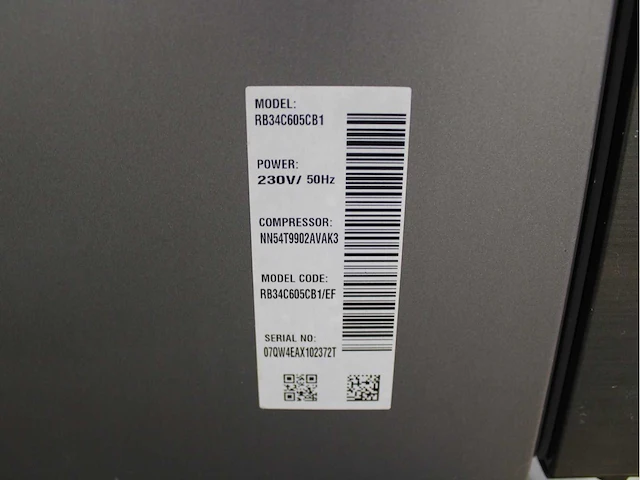 MODEL:
RB34C605CB1
POWER:
230V/ 50Hz
COMPRESSOR:
NN54T9902AVAK3
MODEL CODE:
RB34C605CB1/EF
SERIAL NO:
07QW4EAX102372T